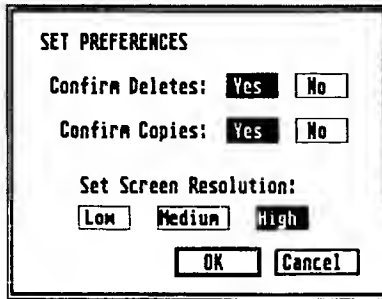 SET PREFERENCES
Confirm Deletes: Yes No
Confirm Copies: Yes No
Set Screen Resolution:
Low Medium High
OK Cancel